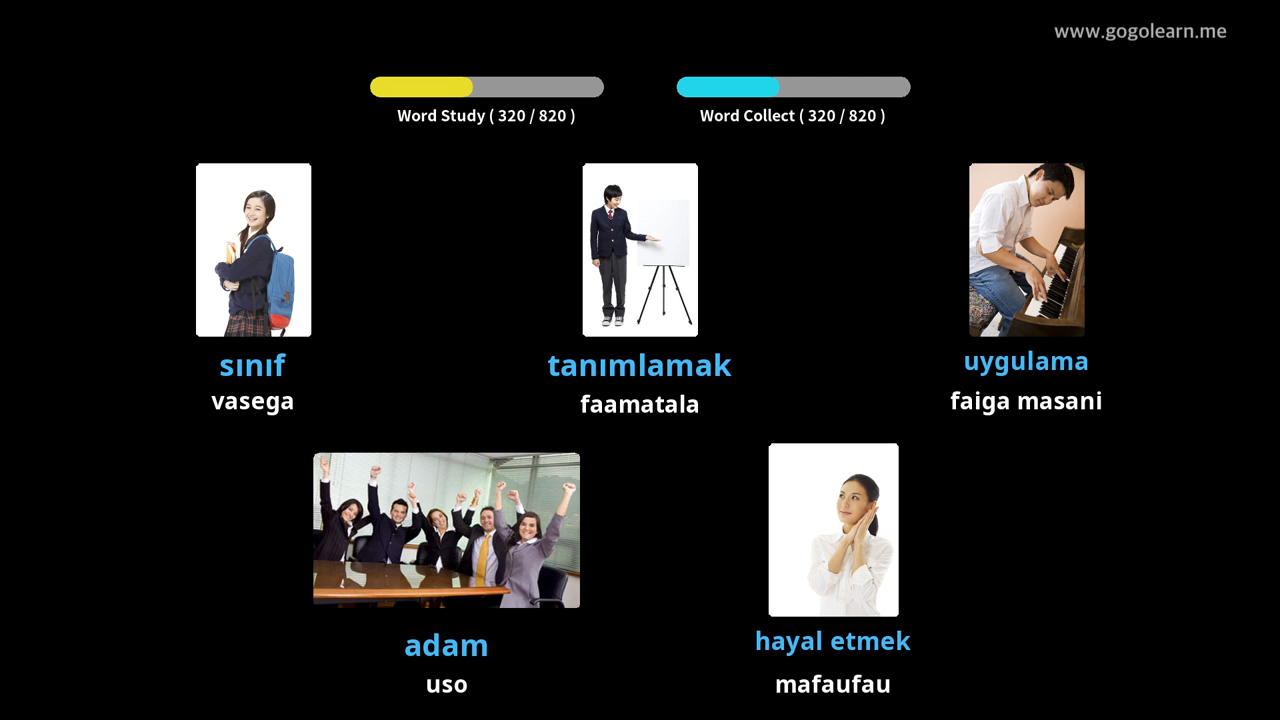 www.gogolearn.me
Word Study ( 320 / 820 )
Word Collect ( 320 / 820 )
sınıf
vasega
tanımlamak
faamatala
uygulama
faiga masani
adam
uso
hayal etmek
mafaufau